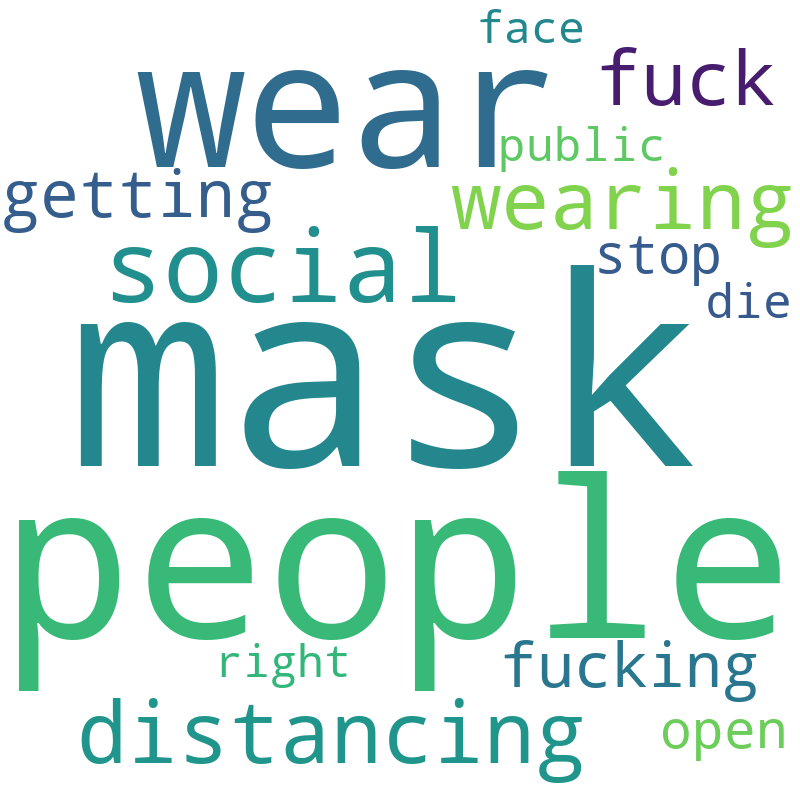 face
wear
fuck
public
getting
wearing
social
stop
die
mask
people
right
fucking
distancing
open